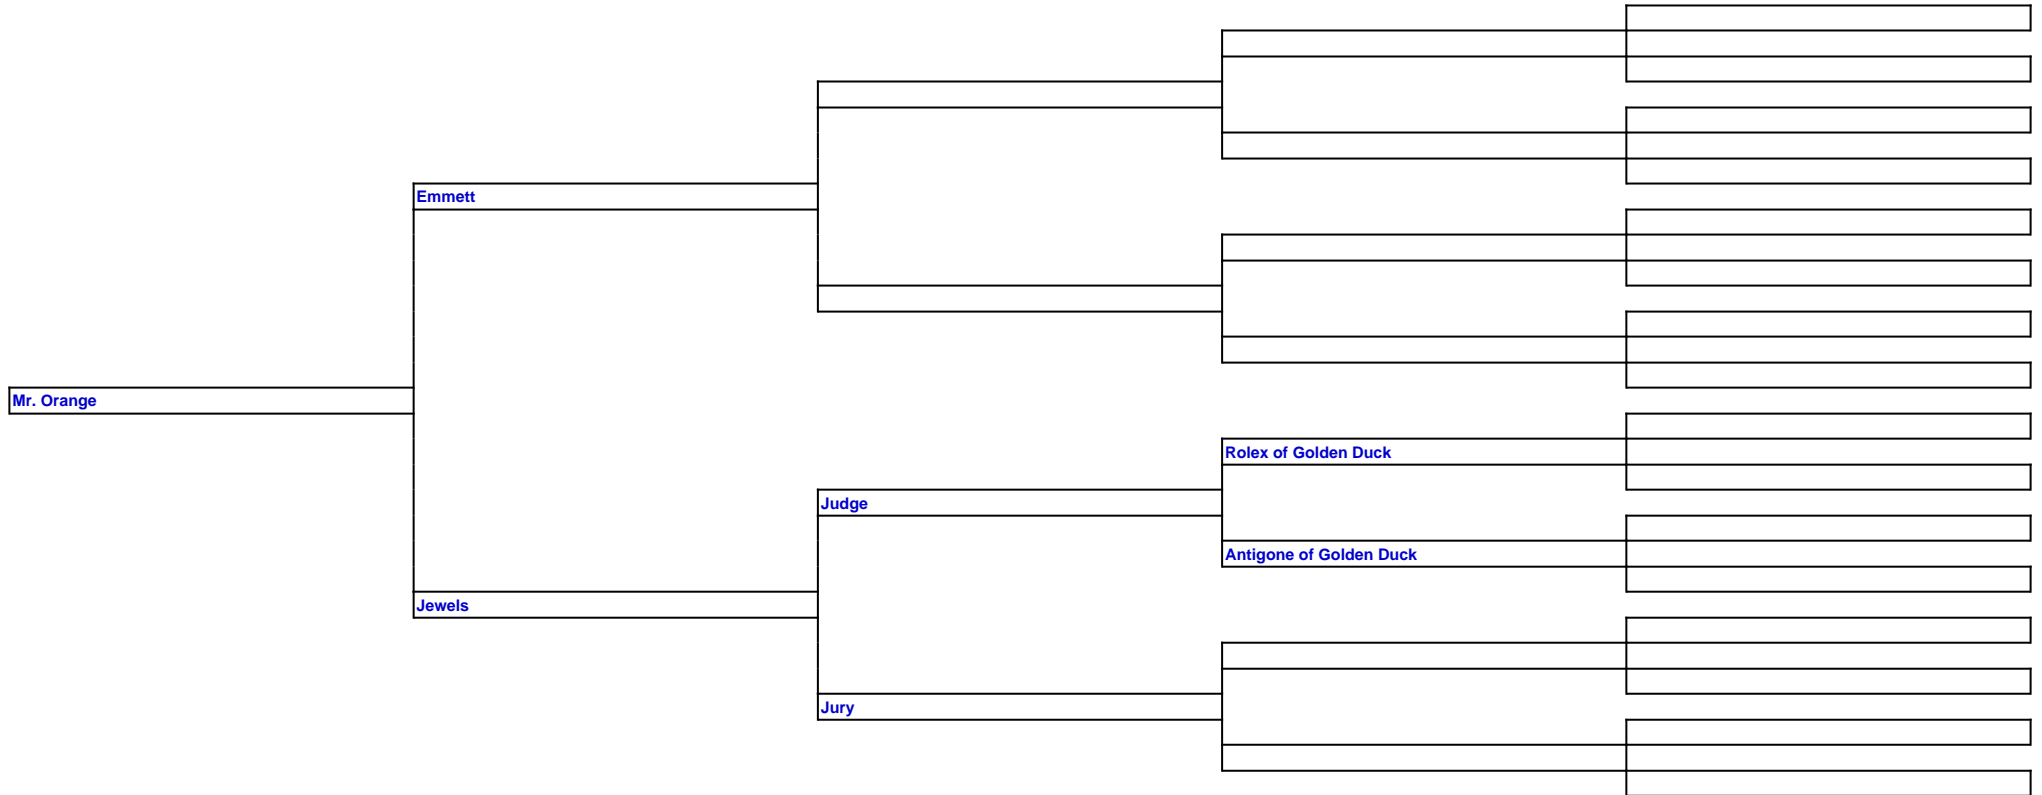 Emmett
Mr. Orange
Rolex of Golden Duck
Judge
Antigone of Golden Duck
Jewels
Jury